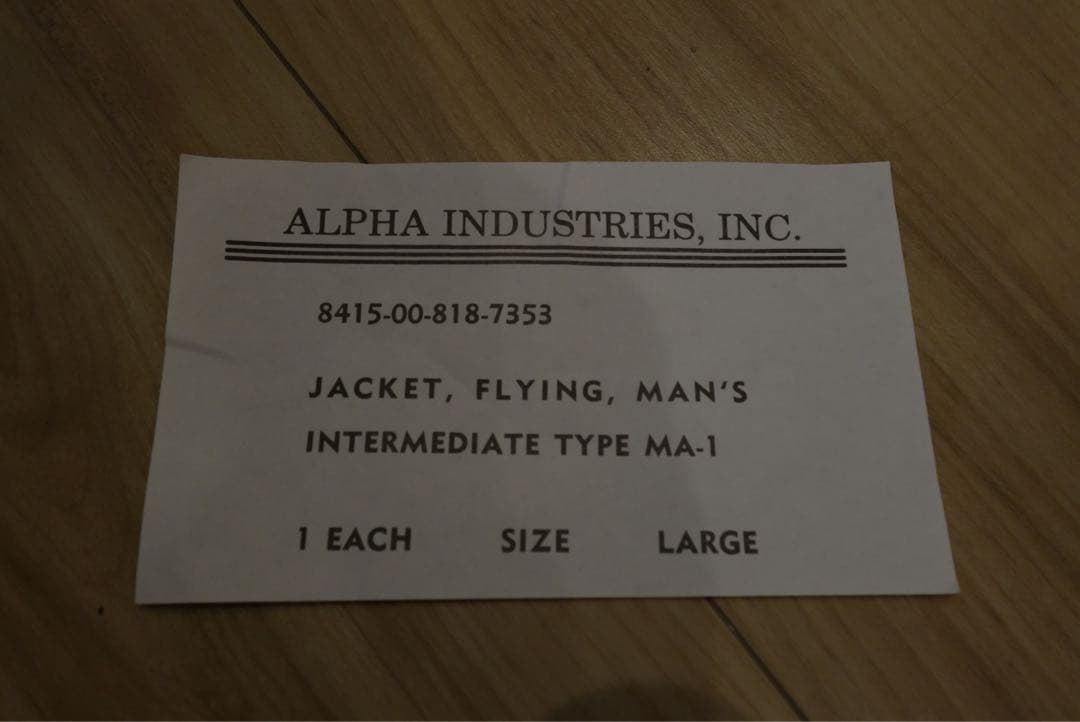 ALPHA INDUSTRIES, INC.
8415-00-818-7353
JACKET, FLYING, MAN'S
INTERMEDIATE TYPE MA-1
1 EACH SIZE LARGE